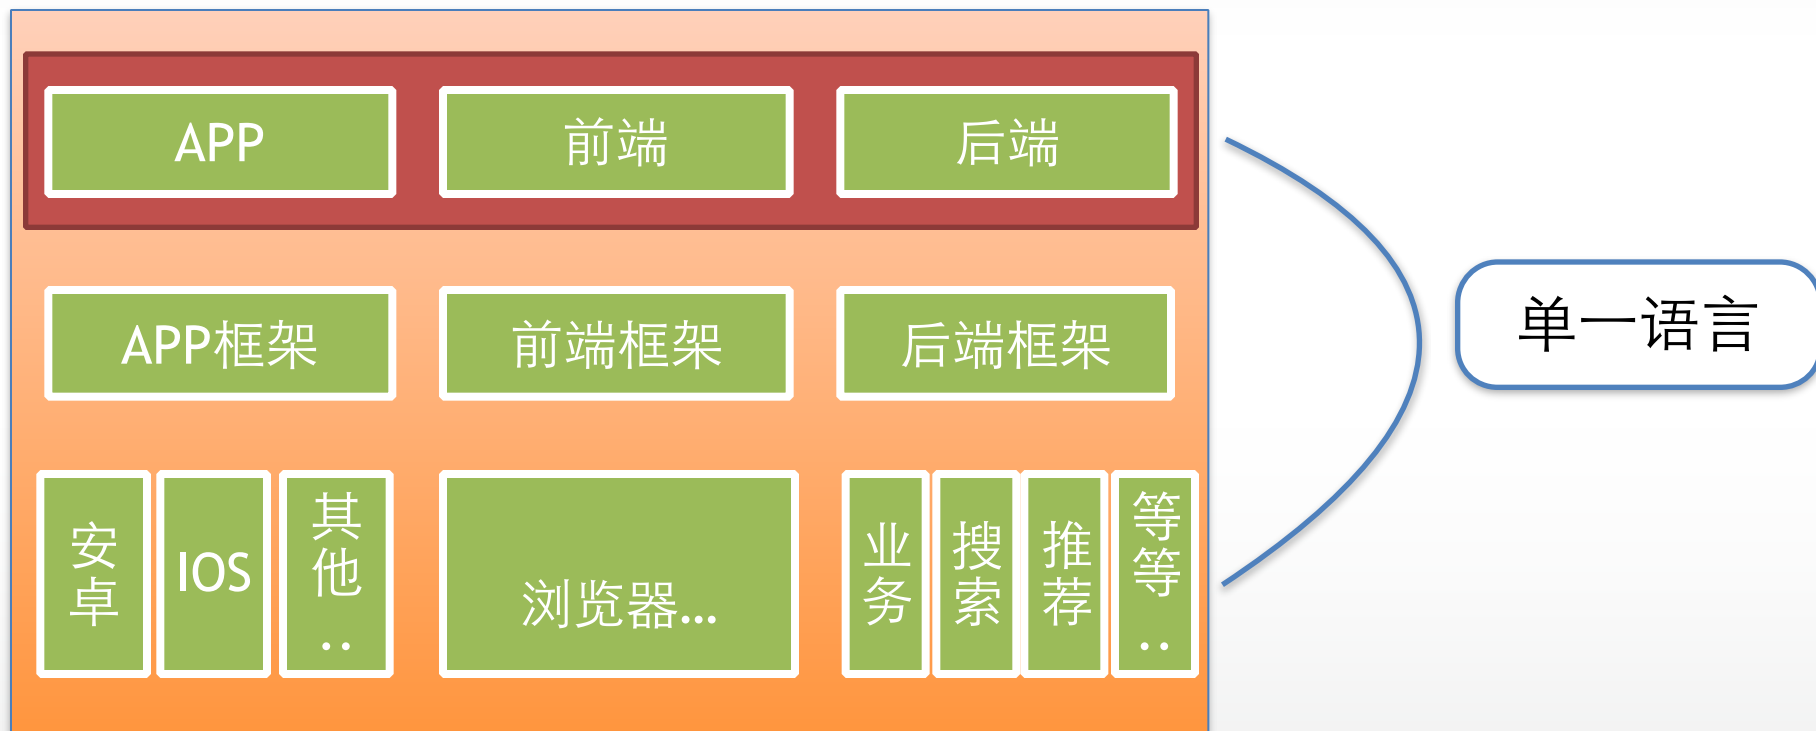 APP
前端
后端
APP框架
前端框架
后端框架
单一语言
安
卓
IOS
其
他
..
浏览器...
业
务
搜
索
推
荐
等
等
..